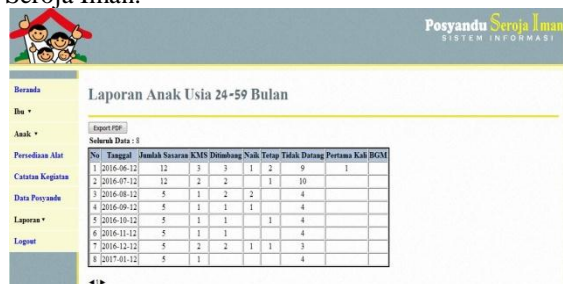 Seroja Iman.
Posyandu Seroja Iman
SISTEM INFORMASI
Beranda
Ibu
Anak
Persediaan Alat
Catatan Kegiatan
Data Posyandu
Laporan
Logout
Laporan Anak Usia 24-59 Bulan
Export PDF
Seluruh Data : 8
No Tanggal Jumlah Sasaran KMS Ditimbang Naik Tetap Tidak Datang Pertama Kali BGM
1 2016-06-12 12 3 3 1 2 9 1
2 2016-07-12 12 2 2 1 10
3 2016-08-12 5 1 2 2 4
4 2016-09-12 5 1 1 1 4
5 2016-10-12 5 1 1 1 4
6 2016-11-12 5 1 1 4
7 2016-12-12 5 2 2 1 1 3
8 2017-01-12 5 1 4